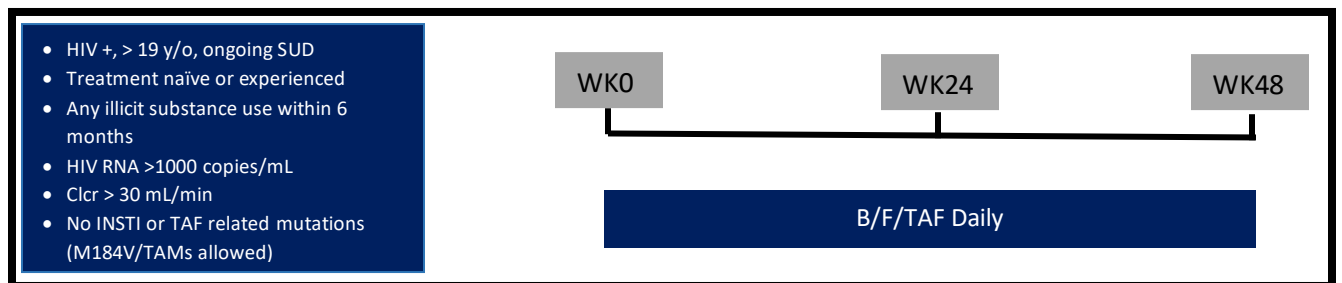 • HIV +, > 19 y/o, ongoing SUD
• Treatment naïve or experienced
• Any illicit substance use within 6
months
• HIV RNA >1000 copies/mL
• Clcr > 30 mL/min
• No INSTI or TAF related mutations
(M184V/TAMs allowed)
WK0 WK24 WK48
B/F/TAF Daily